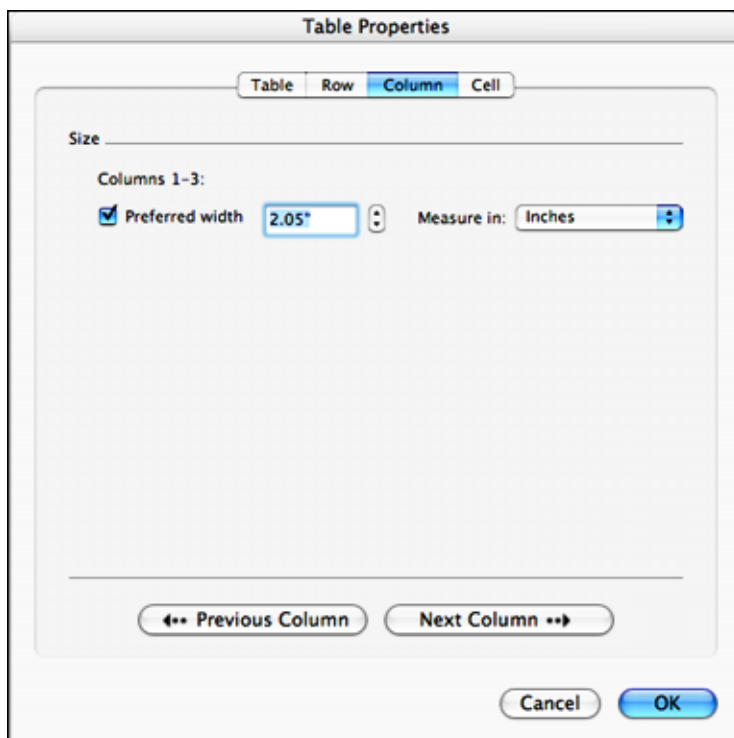 Table Properties
Table Row Column Cell
Size
Columns 1-3:
Preferred width 2.05" Measure in: Inches
Previous Column Next Column
Cancel OK